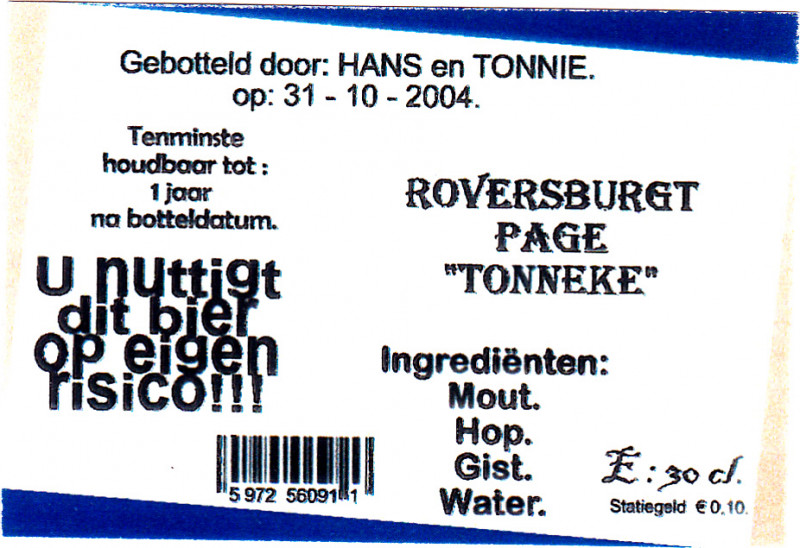 Gebotteld door: HANS en TONNIE.
op: 31 - 10 - 2004.
Tenminste
houdbaar tot :
1 jaar
na botteldatum.
U nuttigt
dit bier
op eigen
risico!!!
ROVERSBURGT
PAGE
"TONNEKE"
Ingrediënten:
Mout.
Hop.
Gist.
Water.
E : 30 cl.
Statiegeld € 0.10.
5 972 56091 1